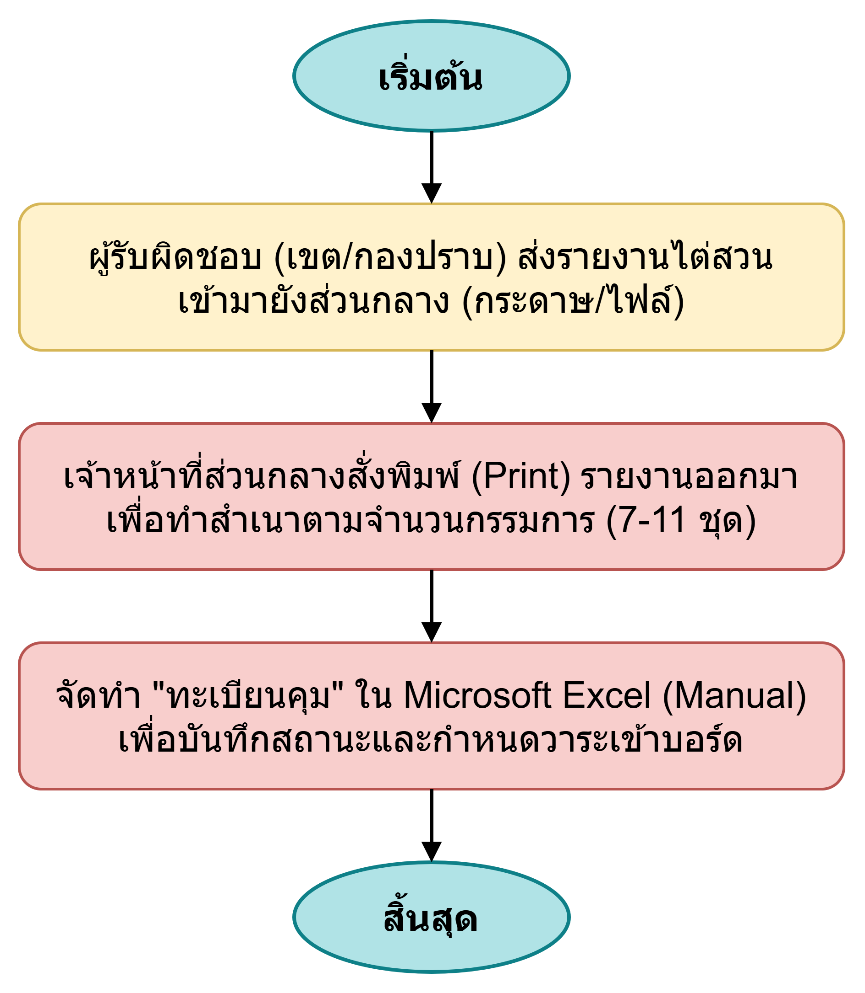 เริ่มต้น
ผู้รับผิดชอบ (เขต/กองปราบ) ส่งรายงานไต่สวน
เข้ามายังส่วนกลาง (กระดาษ/ไฟล์)
เจ้าหน้าที่ส่วนกลางสั่งพิมพ์ (Print) รายงานออกมา
เพื่อทำสำเนาตามจำนวนกรรมการ (7-11 ชุด)
จัดทำ "ทะเบียนคุม" ใน Microsoft Excel (Manual)
เพื่อบันทึกสถานะและกำหนดวาระเข้าบอร์ด
สิ้นสุด